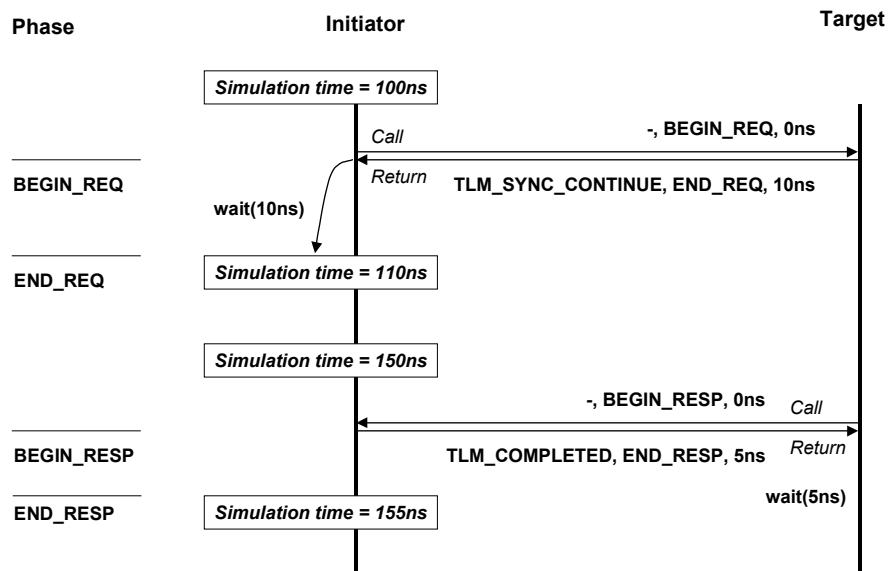 Phase Initiator Target
Simulation time = 100ns
-, BEGIN_REQ, 0ns
Call
Return
BEGIN_REQ TLM_SYNC_CONTINUE, END_REQ, 10ns
wait(10ns)
Simulation time = 110ns
END_REQ
Simulation time = 150ns
-, BEGIN_RESP, 0ns Call
Return
BEGIN_RESP TLM_COMPLETED, END_RESP, 5ns
wait(5ns)
END_RESP Simulation time = 155ns